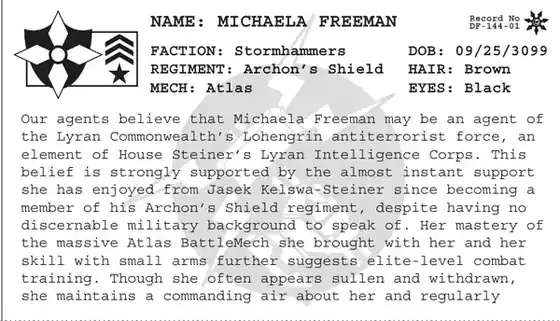 NAME: MICHAELA FREEMAN
Record No
DF-144-01
FACTION: Stormhammers DOB: 09/25/3099
REGIMENT: Archon's Shield HAIR: Brown
MECH: Atlas EYES: Black
Our agents believe that Michaela Freeman may be an agent of
the Lyran Commonwealth's Lohengrin antiterrorist force, an
element of House Steiner's Lyran Intelligence Corps. This
belief is strongly supported by the almost instant support
she has enjoyed from Jasek Kelswa-Steiner since becoming a
member of his Archon's Shield regiment, despite having no
discernable military background to speak of. Her mastery of
the massive Atlas BattleMech she brought with her and her
skill with small arms further suggests elite-level combat
training. Though she often appears sullen and withdrawn,
she maintains a commanding air about her and regularly